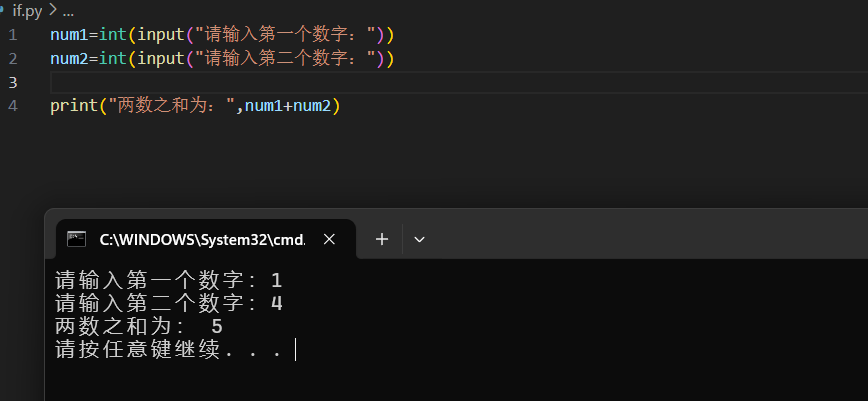 if.py > ...
1 num1=int(input("请输入第一个数字："))
2 num2=int(input("请输入第二个数字："))
3
4 print("两数之和为：",num1+num2)
C:\WINDOWS\System32\cmd.
请输入第一个数字：1
请输入第二个数字：4
两数之和为： 5
请按任意键继续. . .